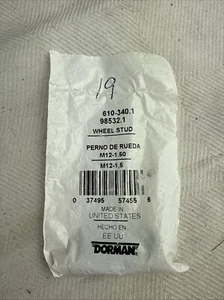 19
610-340.1
98532.1
WHEEL STUD
PERNO DE RUEDA
M12-1.50
M12-1.5
0 37495 57455 6
MADE IN
UNITED STATES
HECHO EN
EE UU
DORMAN